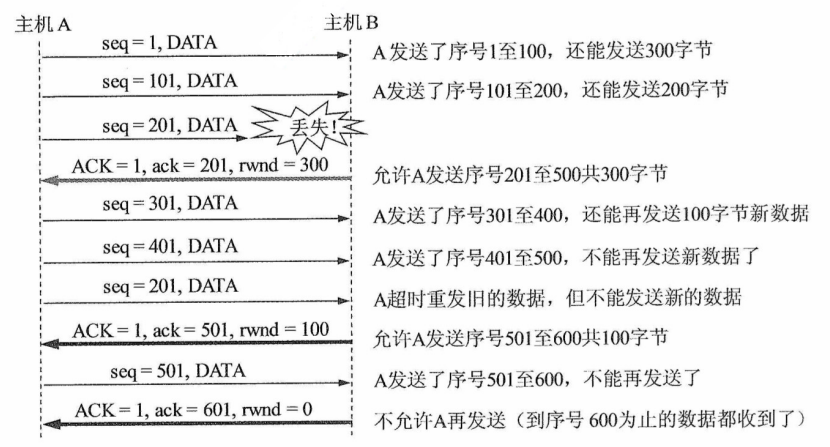 主机A 主机B
seq = 1, DATA A发送了序号1至100，还能发送300字节
seq = 101, DATA A发送了序号101至200，还能发送200字节
seq = 201, DATA 丢失!
ACK = 1, ack = 201, rwnd = 300 允许A发送序号201至500共300字节
seq = 301, DATA A发送了序号301至400，还能再发送100字节新数据
seq = 401, DATA A发送了序号401至500，不能再发送新数据了
seq = 201, DATA A超时重发旧的数据，但不能发送新的数据
ACK = 1, ack = 501, rwnd = 100 允许A发送序号501至600共100字节
seq = 501, DATA A发送了序号501至600，不能再发送了
ACK = 1, ack = 601, rwnd = 0 不允许A再发送（到序号600为止的数据都收到了）